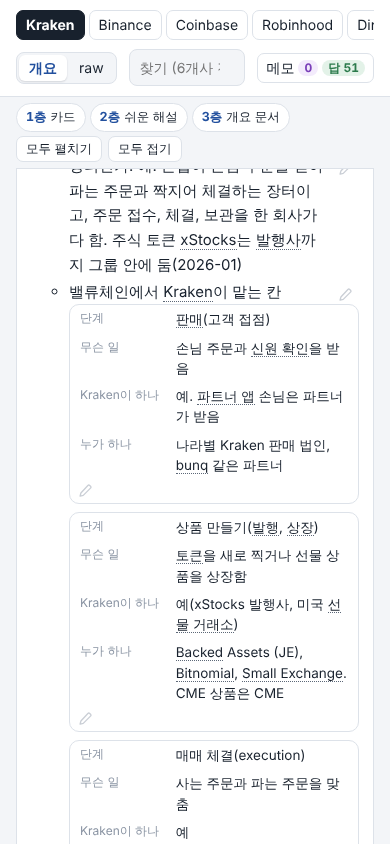 Kraken Binance Coinbase Robinhood
개요 raw 찾기 (6개사 메모 0 답 51
1층 카드 2층 쉬운 해설 3층 개요 문서
모두 펼치기 모두 접기
파는 주문과 짝지어 체결하는 장터이
고, 주문 접수, 체결, 보관을 한 회사가
다 함. 주식 토큰 xStocks는 발행사까
지 그룹 안에 둠(2026-01)
밸류체인에서 Kraken이 맡는 칸
단계 판매(고객 접점)
무슨 일 손님 주문과 신원 확인을 받
음
Kraken이 하나 예. 파트너 앱 손님은 파트너
가 받음
누가 하나 나라별 Kraken 판매 법인,
bunq 같은 파트너
단계 상품 만들기(발행, 상장)
무슨 일 토큰을 새로 찍거나 선물 상
품을 상장함
Kraken이 하나 예(xStocks 발행사, 미국 선
물 거래소)
누가 하나 Backed Assets (JE),
Bitnomial, Small Exchange.
CME 상품은 CME
단계 매매 체결(execution)
무슨 일 사는 주문과 파는 주문을 맞
춤
Kraken이 하나 예